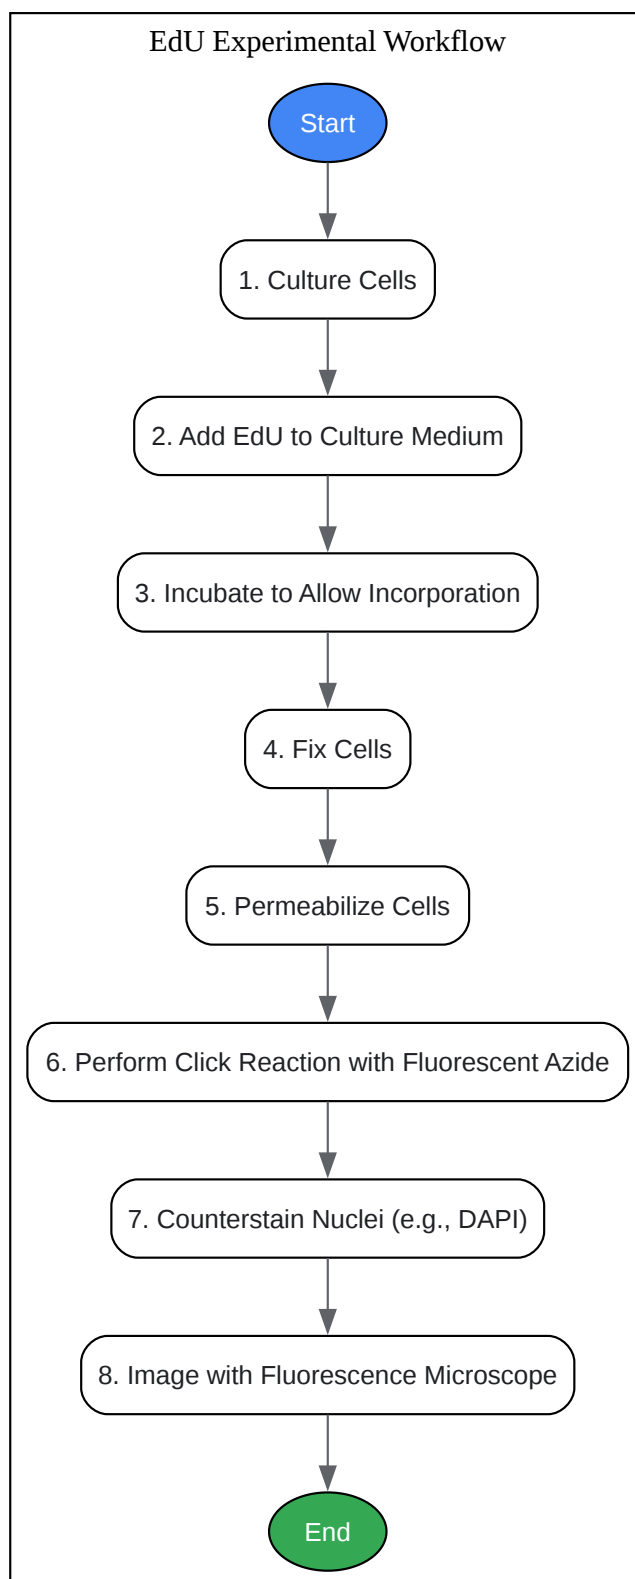 EdU Experimental Workflow
Start
1. Culture Cells
2. Add EdU to Culture Medium
3. Incubate to Allow Incorporation
4. Fix Cells
5. Permeabilize Cells
6. Perform Click Reaction with Fluorescent Azide
7. Counterstain Nuclei (e.g., DAPI)
8. Image with Fluorescence Microscope
End